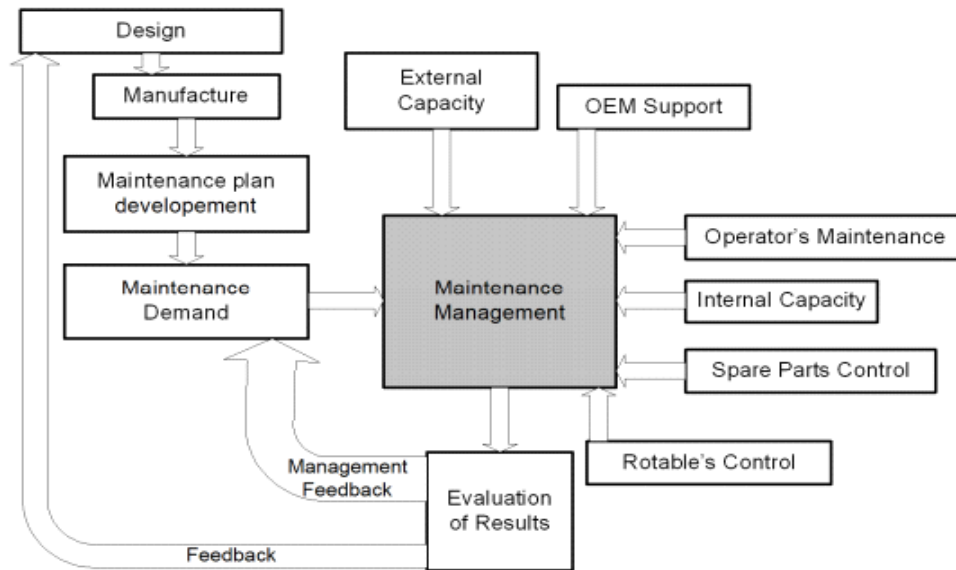 Design
Manufacture
Maintenance plan
developement
Maintenance
Demand
External
Capacity
OEM Support
Maintenance
Management
Operator's Maintenance
Internal Capacity
Spare Parts Control
Rotable's Control
Management
Feedback
Evaluation
of Results
Feedback